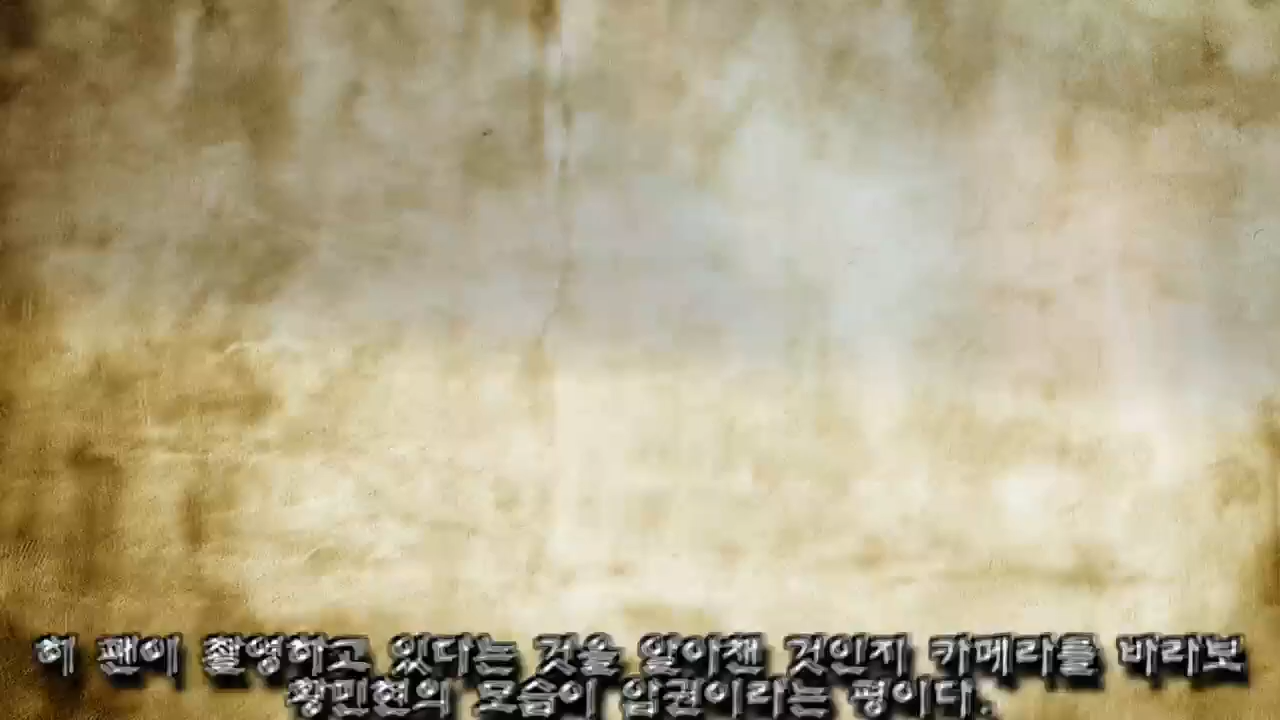 히 팬이 촬영하고 있다는 것을 알아챈 것인지 카메라를 바라보
황민현의 모습이 압권이라는 평이다.